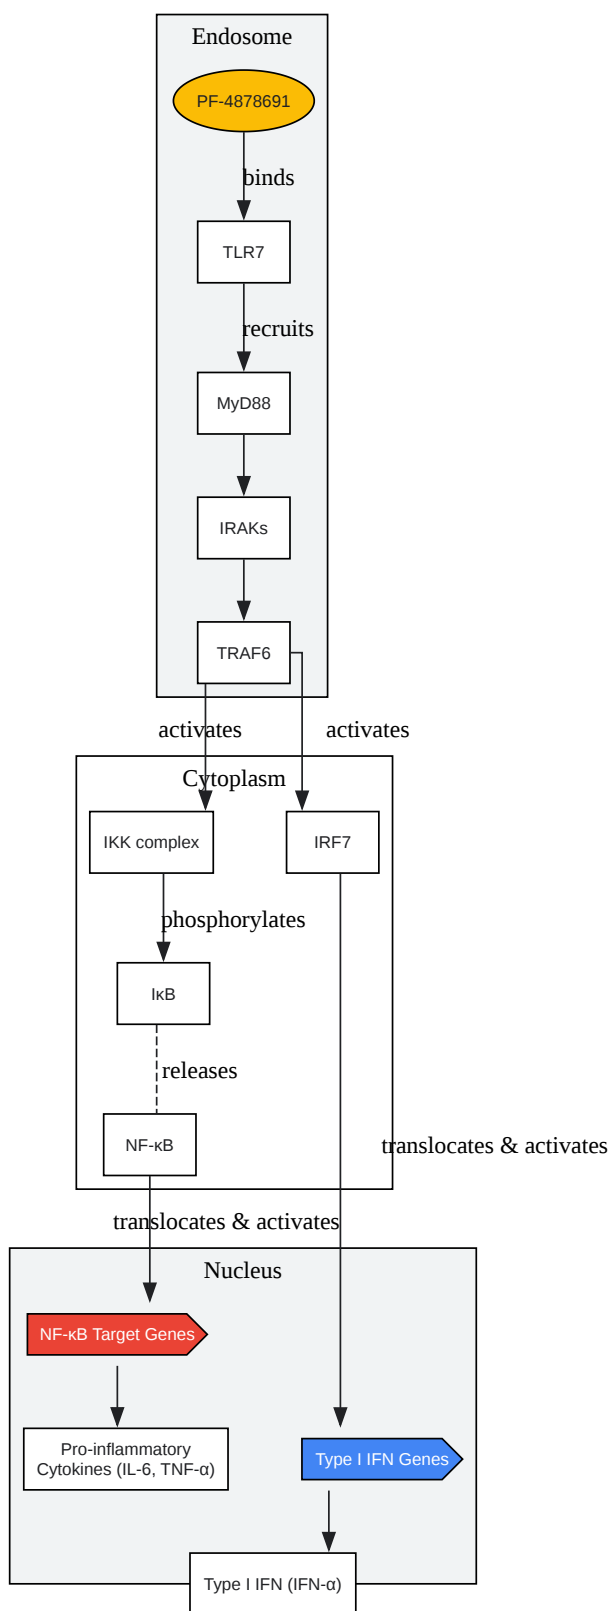 Endosome
PF-4878691
binds
TLR7
recruits
MyD88
IRAKs
TRAF6
activates
activates
Cytoplasm
IKK complex
IRF7
phosphorylates
IκB
releases
NF-κB
translocates & activates
translocates & activates
Nucleus
NF-κB Target Genes
Pro-inflammatory
Cytokines (IL-6, TNF-α)
Type I IFN Genes
Type I IFN (IFN-α)